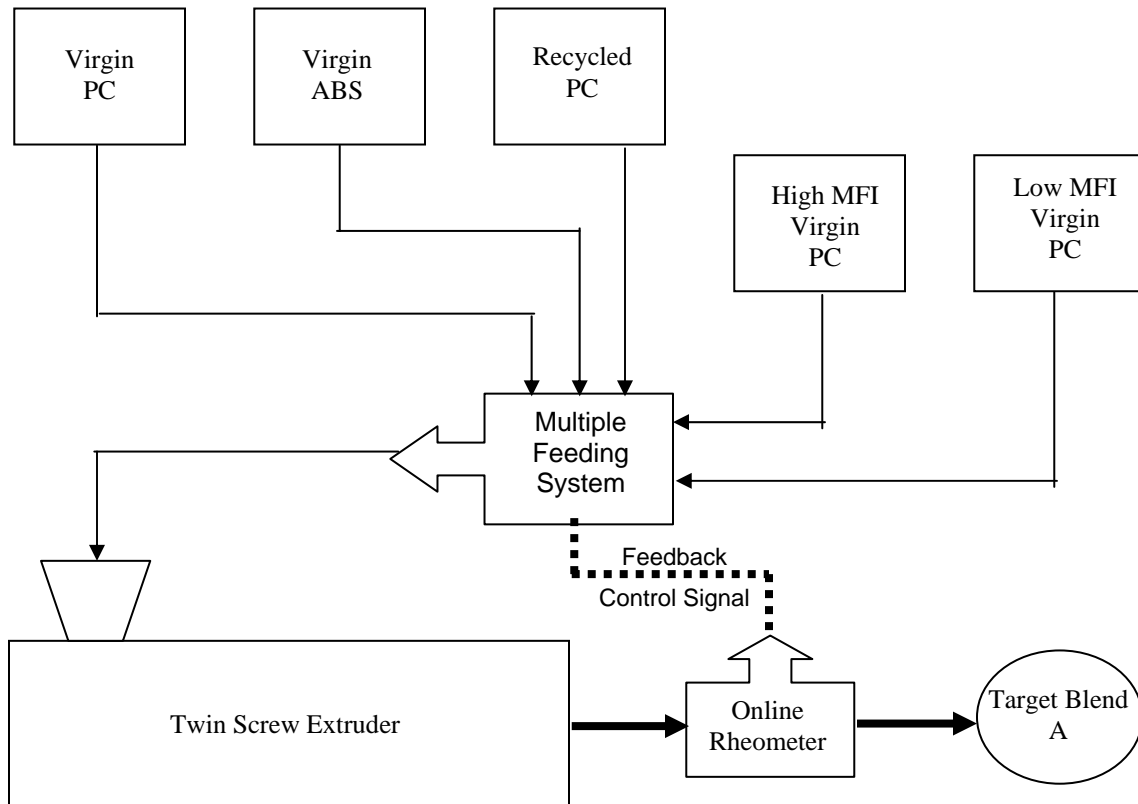 Virgin
PC
Virgin
ABS
Recycled
PC
High MFI
Virgin
PC
Low MFI
Virgin
PC
Multiple
Feeding
System
Feedback
Control Signal
Twin Screw Extruder
Online
Rheometer
Target Blend
A